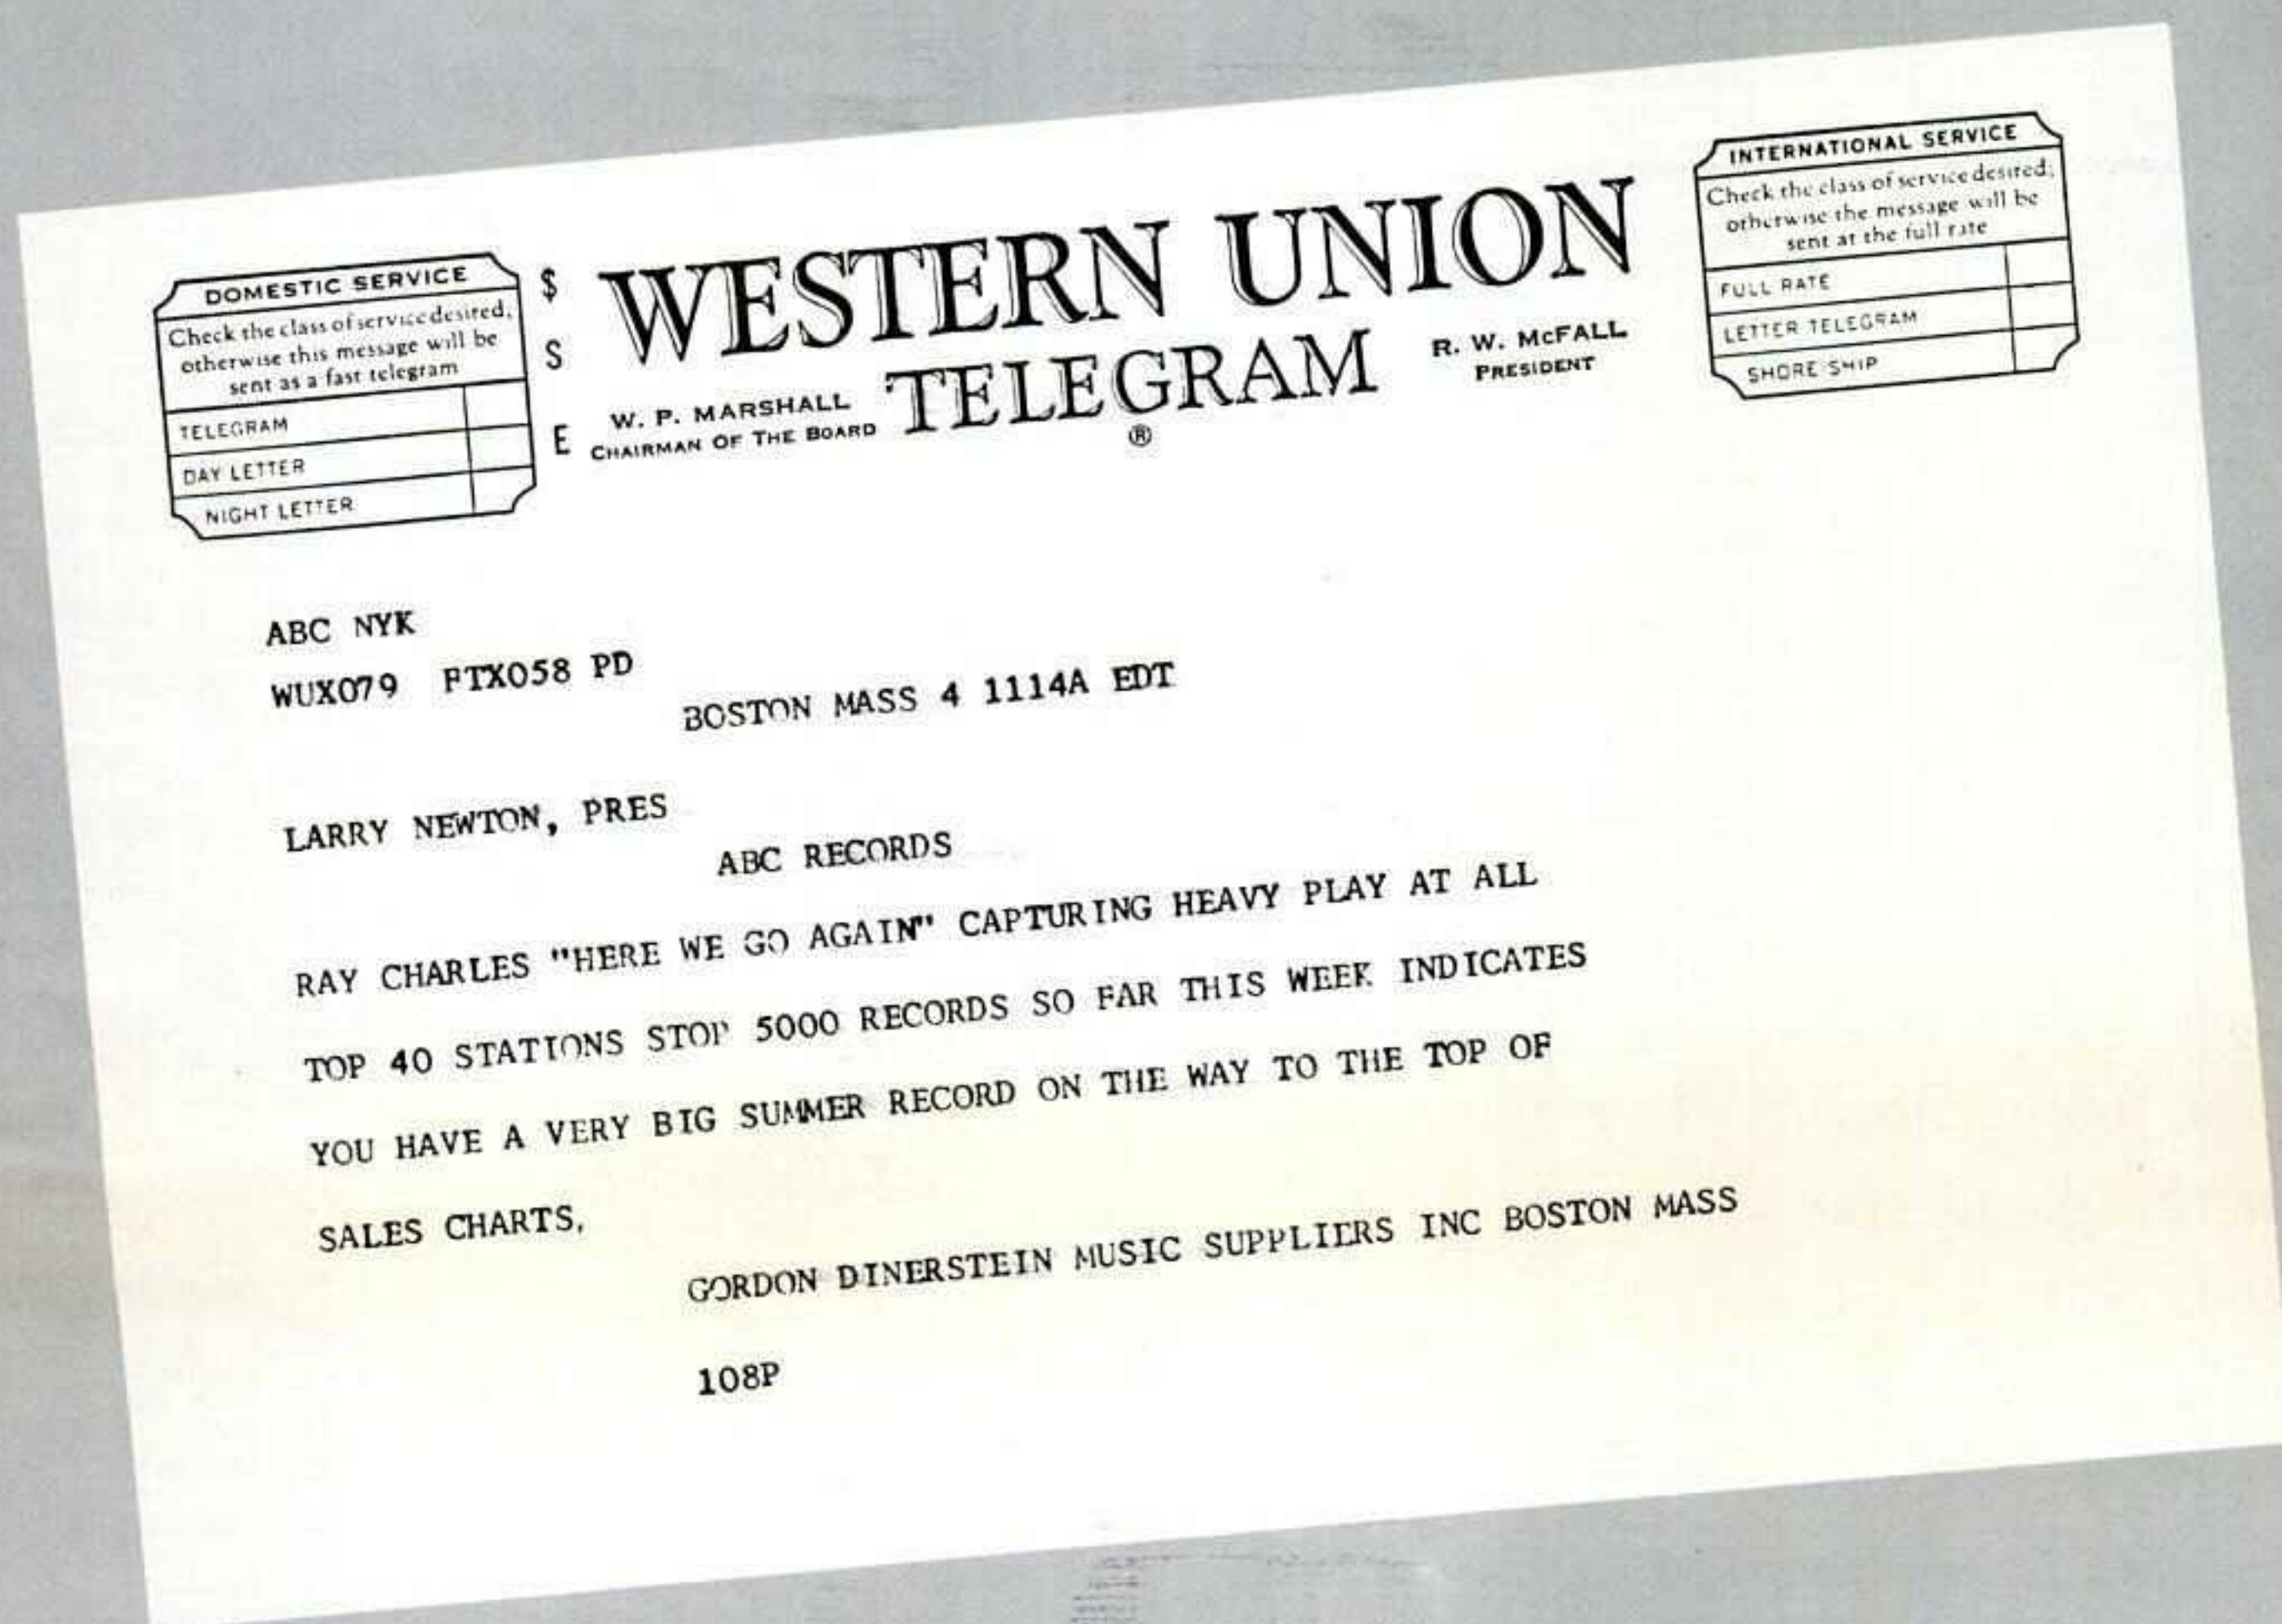 DOMESTIC SERVICE
Check the class of service desired;
otherwise this message will be
sent as a fast telegram
TELEGRAM
DAY LETTER
NIGHT LETTER
$
S
E
WESTERN UNION
TELEGRAM
®
W. P. MARSHALL
CHAIRMAN OF THE BOARD
R. W. McFALL
PRESIDENT
INTERNATIONAL SERVICE
Check the class of service desired;
otherwise the message will be
sent at the full rate
FULL RATE
LETTER TELEGRAM
SHORE SHIP
ABC NYK
WUX079 FTX058 PD
BOSTON MASS 4 1114A EDT
LARRY NEWTON, PRES
ABC RECORDS
RAY CHARLES "HERE WE GO AGAIN" CAPTURING HEAVY PLAY AT ALL
TOP 40 STATIONS STOP 5000 RECORDS SO FAR THIS WEEK INDICATES
YOU HAVE A VERY BIG SUMMER RECORD ON THE WAY TO THE TOP OF
SALES CHARTS,
GORDON DINERSTEIN MUSIC SUPPLIERS INC BOSTON MASS
108P